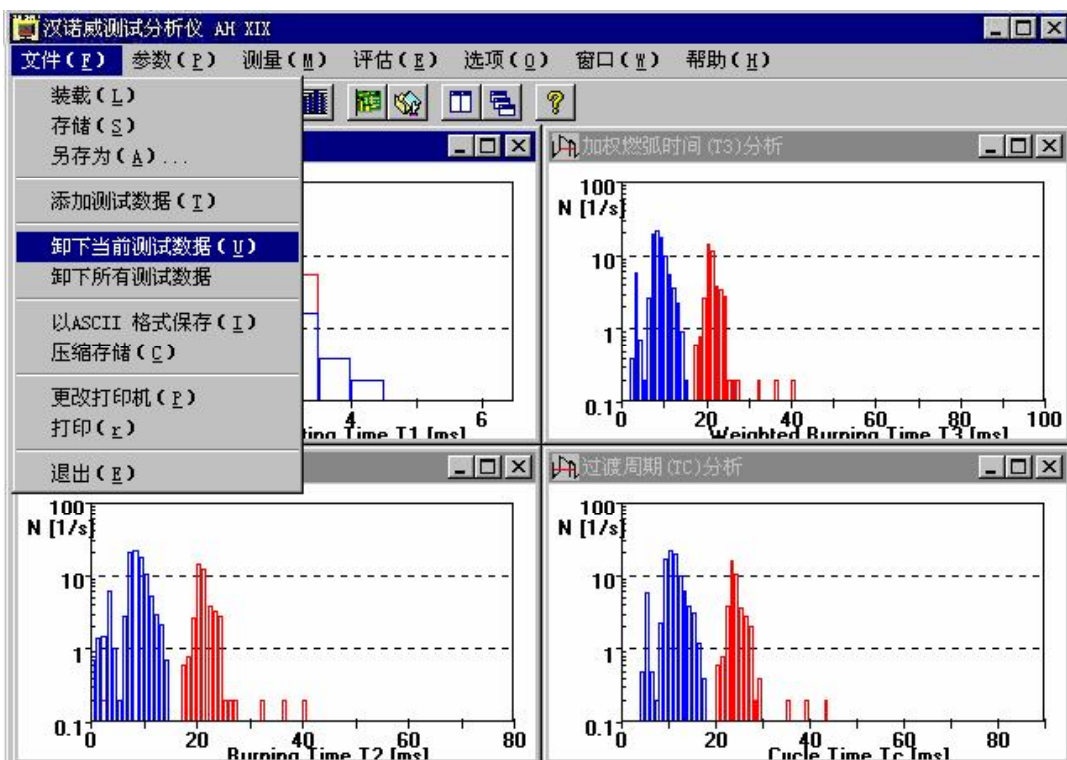 汉诺威测试分析仪 AH XIX
文件(F) 参数(P) 测量(M) 评估(E) 选项(O) 窗口(W) 帮助(H)
装载(L)
存储(S)
另存为(A)...
添加测试数据(T)
卸下当前测试数据(U)
卸下所有测试数据
以ASCII 格式保存(I)
压缩存储(C)
更改打印机(P)
打印(r)
退出(E)
4 6
Time T1 [ms]
加权燃弧时间(T3)分析
100
N [1/s]
10
1
0.1
0 20 40 60 80 100
Weighted Burning Time T3 [ms]
100
N [1/s]
10
1
0.1
0 20 40 60 80
Burning Time T2 [ms]
过渡周期(TC)分析
100
N [1/s]
10
1
0.1
0 20 40 60 80
Cycle Time Tc [ms]